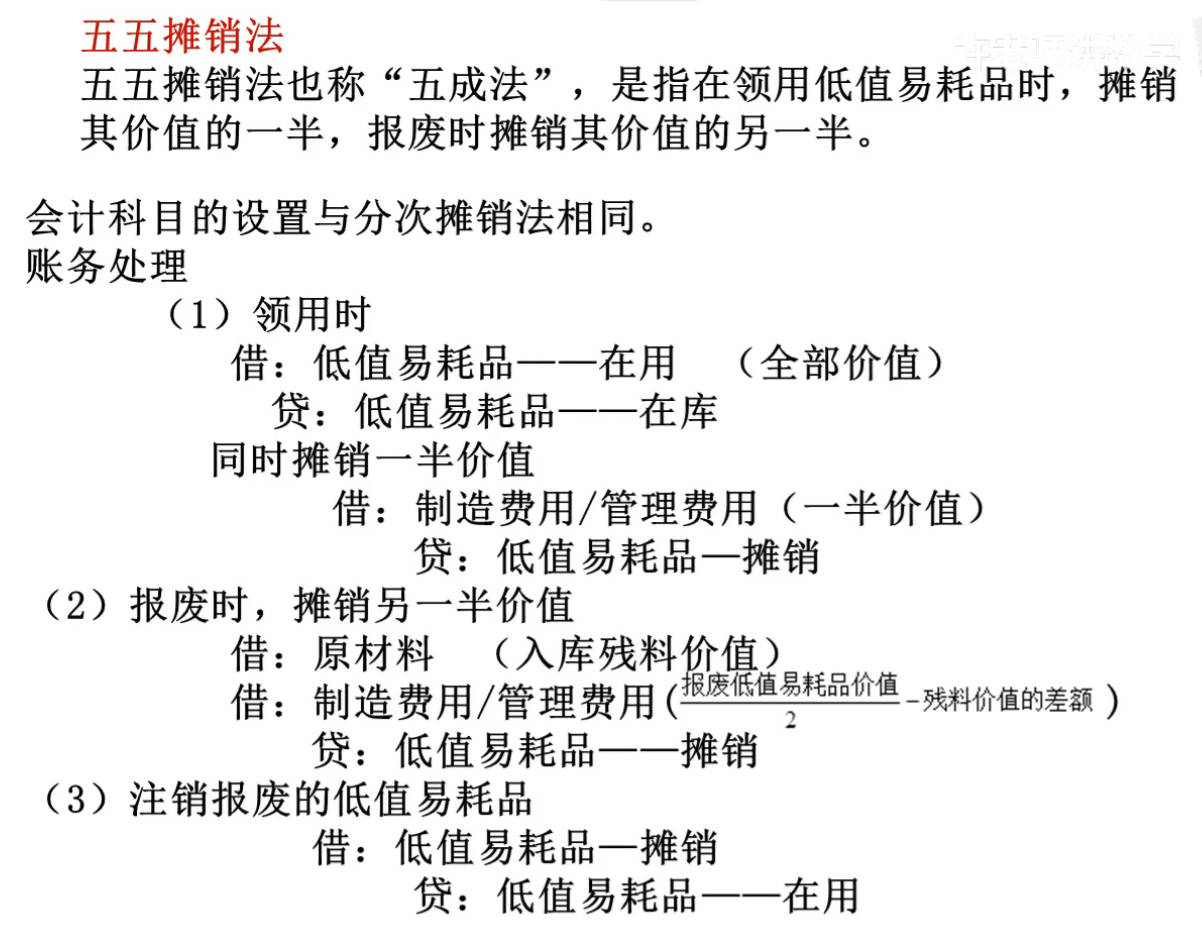 五五摊销法
五五摊销法也称“五成法”，是指在领用低值易耗品时，摊销
其价值的一半，报废时摊销其价值的另一半。
会计科目的设置与分次摊销法相同。
账务处理
（1）领用时
借：低值易耗品——在用 （全部价值）
贷：低值易耗品——在库
同时摊销一半价值
借：制造费用/管理费用（一半价值）
贷：低值易耗品—摊销
（2）报废时，摊销另一半价值
借：原材料 （入库残料价值）
借：制造费用/管理费用(报废低值易耗品价值/2－残料价值的差额 )
贷：低值易耗品——摊销
（3）注销报废的低值易耗品
借：低值易耗品—摊销
贷：低值易耗品——在用